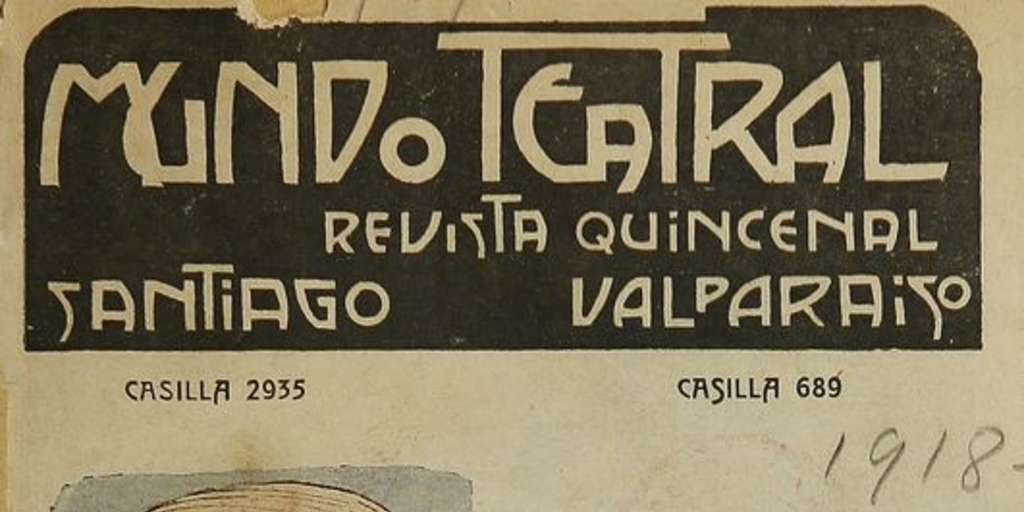 MUNDO TEATRAL
REVISTA QUINCENAL
SANTIAGO VALPARAISO
CASILLA 2935 CASILLA 689
1918-